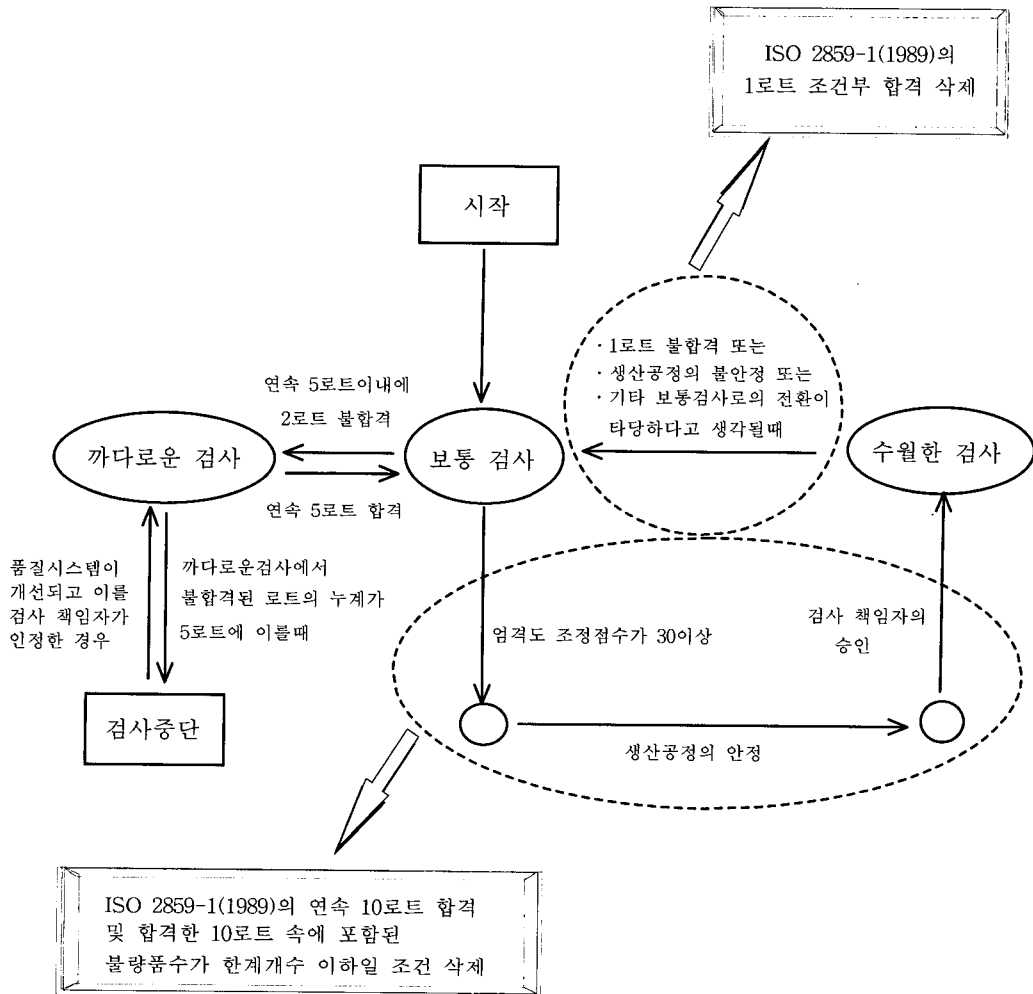 ISO 2859-1(1989)의
1로트 조건부 합격 삭제
시작
· 1로트 불합격 또는
· 생산공정의 불안정 또는
· 기타 보통검사로의 전환이
타당하다고 생각될때
연속 5로트이내에
2로트 불합격
까다로운 검사
보통 검사
수월한 검사
연속 5로트 합격
품질시스템이
개선되고 이를
검사 책임자가
인정한 경우
까다로운검사에서
불합격된 로트의 누계가
5로트에 이를때
엄격도 조정점수가 30이상
검사 책임자의
승인
검사중단
생산공정의 안정
ISO 2859-1(1989)의 연속 10로트 합격
및 합격한 10로트 속에 포함된
불량품수가 한계개수 이하일 조건 삭제